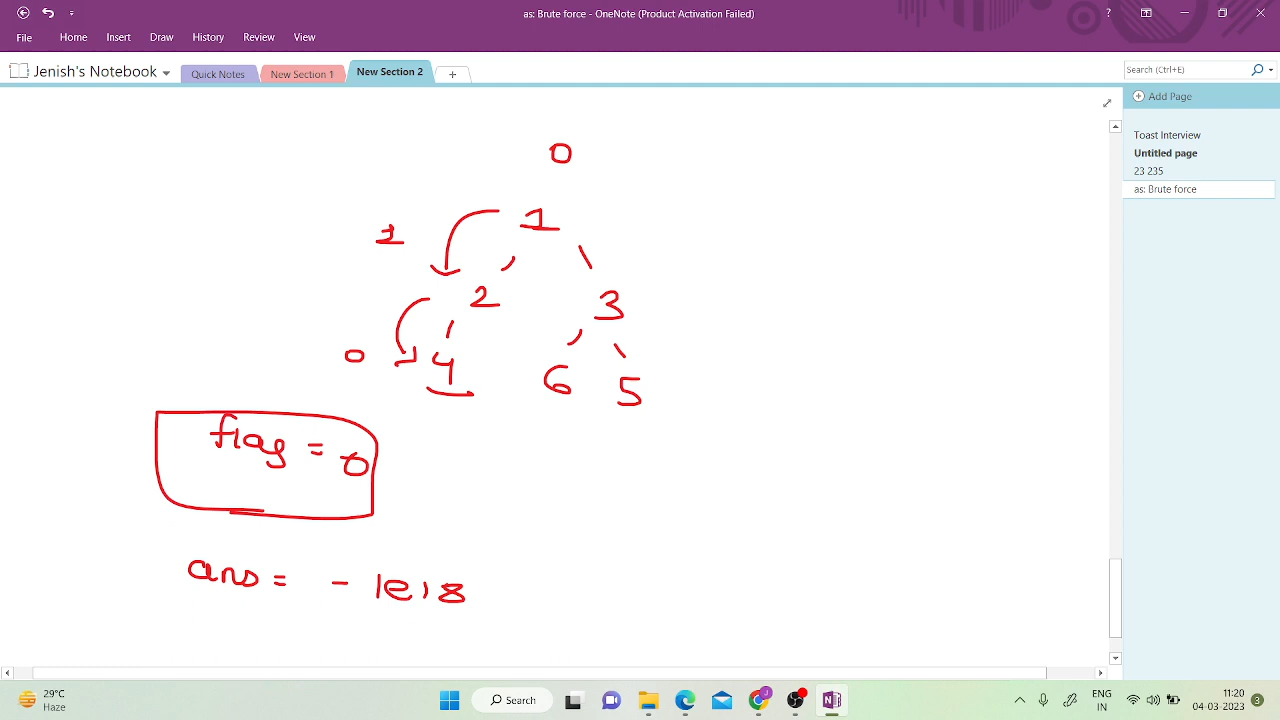 as: Brute force - OneNote (Product Activation Failed)
?
File Home Insert Draw History Review View
Jenish's Notebook Quick Notes New Section 1 New Section 2 +
Search (Ctrl+E)
Add Page
Toast Interview
Untitled page
23 235
as: Brute force
0
1
1
2
3
0
4
6
5
flag = 0
ans = - 1e18
29°C
Haze
Search
ENG
IN
11:20
04-03-2023
3